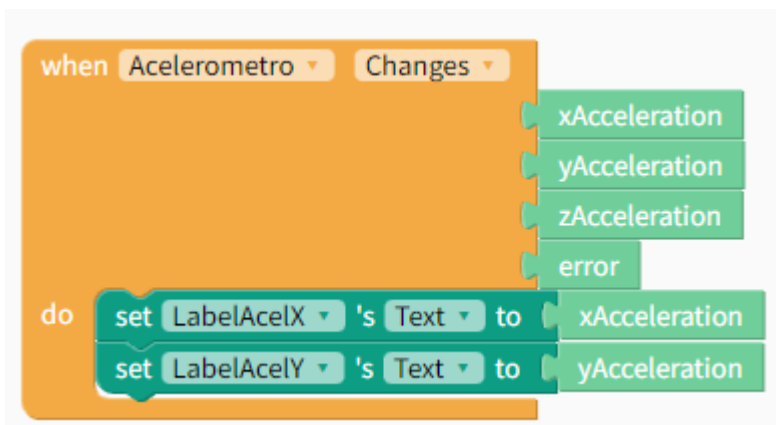 when Acelerometro Changes
xAcceleration
yAcceleration
zAcceleration
error
do set LabelAcelX 's Text to xAcceleration
set LabelAcelY 's Text to yAcceleration